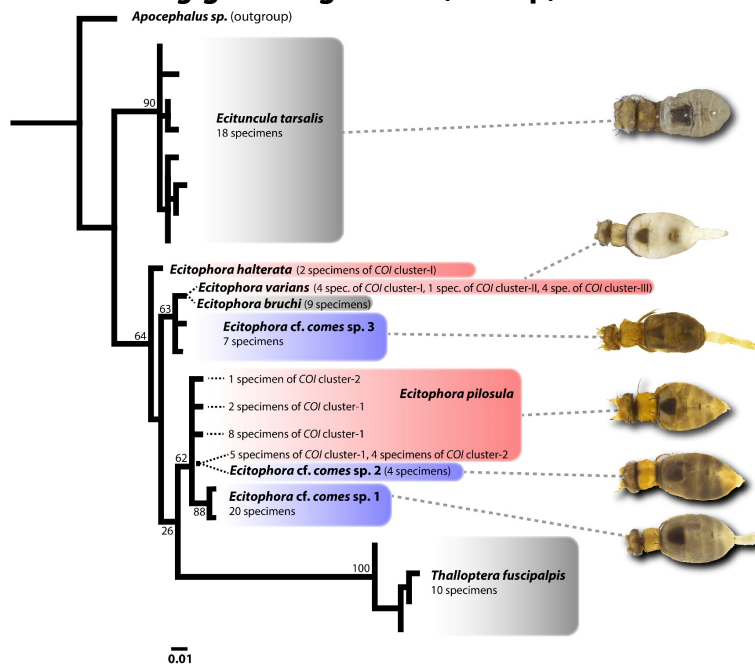 Apocephalus sp. (outgroup)
90
Ecituncula tarsalis
18 specimens
Ecitophora halterata (2 specimens of COI cluster-I)
Ecitophora varians (4 spec. of COI cluster-I, 1 spec. of COI cluster-II, 4 spe. of COI cluster-III)
Ecitophora bruchi (9 specimens)
63
Ecitophora cf. comes sp. 3
7 specimens
64
1 specimen of COI cluster-2
Ecitophora pilosula
2 specimens of COI cluster-1
8 specimens of COI cluster-1
5 specimens of COI cluster-1, 4 specimens of COI cluster-2
62
Ecitophora cf. comes sp. 2 (4 specimens)
Ecitophora cf. comes sp. 1
20 specimens
88
26
100
Thalloptera fuscipalpis
10 specimens
0.01